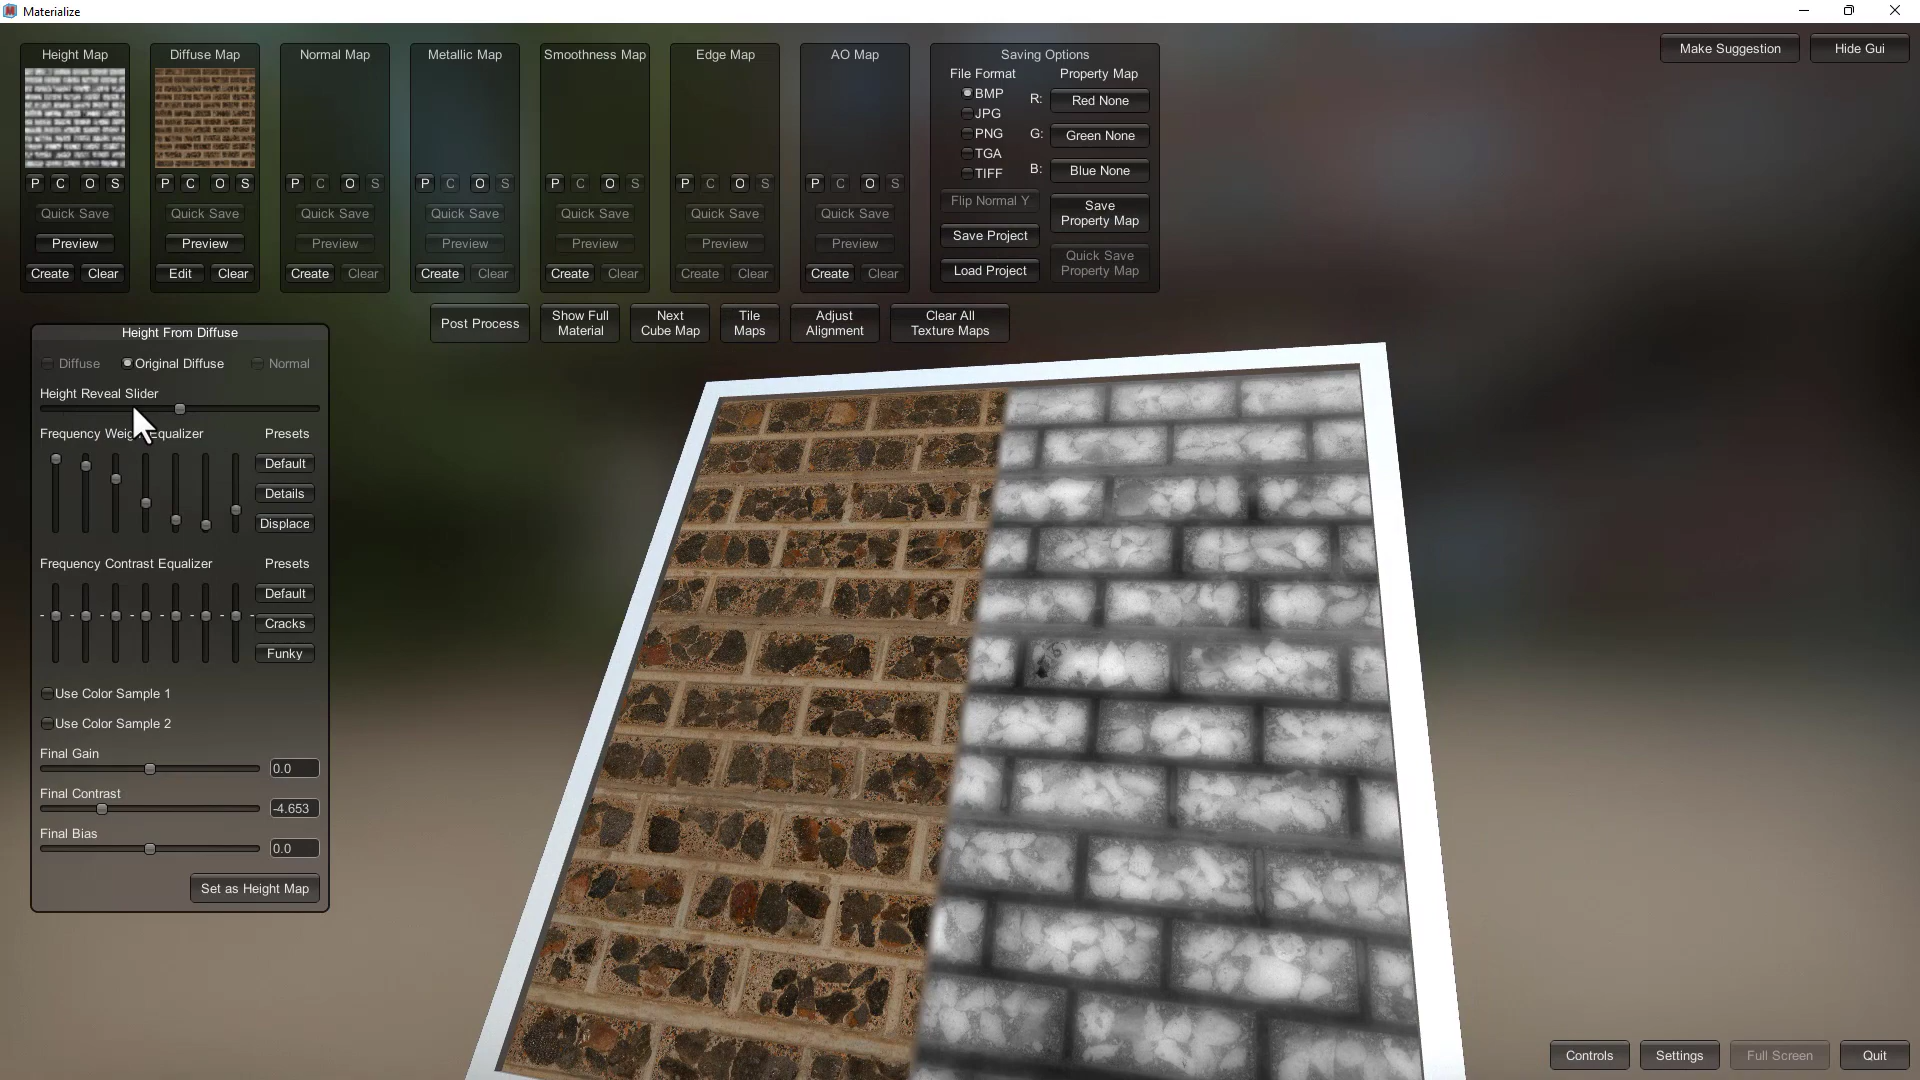 Materialize
Make Suggestion
Hide Gui
Height Map
Diffuse Map
Normal Map
Metallic Map
Smoothness Map
Edge Map
AO Map
Saving Options
File Format
Property Map
BMP
JPG
PNG
TGA
TIFF
R:
Red None
G:
Green None
B:
Blue None
P C O S
P C O S
P C O S
P C O S
P C O S
P C O S
P C O S
Quick Save
Quick Save
Quick Save
Quick Save
Quick Save
Quick Save
Quick Save
Flip Normal Y
Save
Property Map
Preview
Preview
Preview
Preview
Preview
Preview
Preview
Save Project
Quick Save
Property Map
Create Clear
Edit Clear
Create Clear
Create Clear
Create Clear
Create Clear
Create Clear
Load Project
Post Process
Show Full
Material
Next
Cube Map
Tile
Maps
Adjust
Alignment
Clear All
Texture Maps
Height From Diffuse
Diffuse
Original Diffuse
Normal
Height Reveal Slider
Frequency Equalizer
Presets
Default
Details
Displace
Frequency Contrast Equalizer
Presets
Default
Cracks
Funky
Use Color Sample 1
Use Color Sample 2
Final Gain
0.0
Final Contrast
-4.653
Final Bias
0.0
Set as Height Map
Controls
Settings
Full Screen
Quit